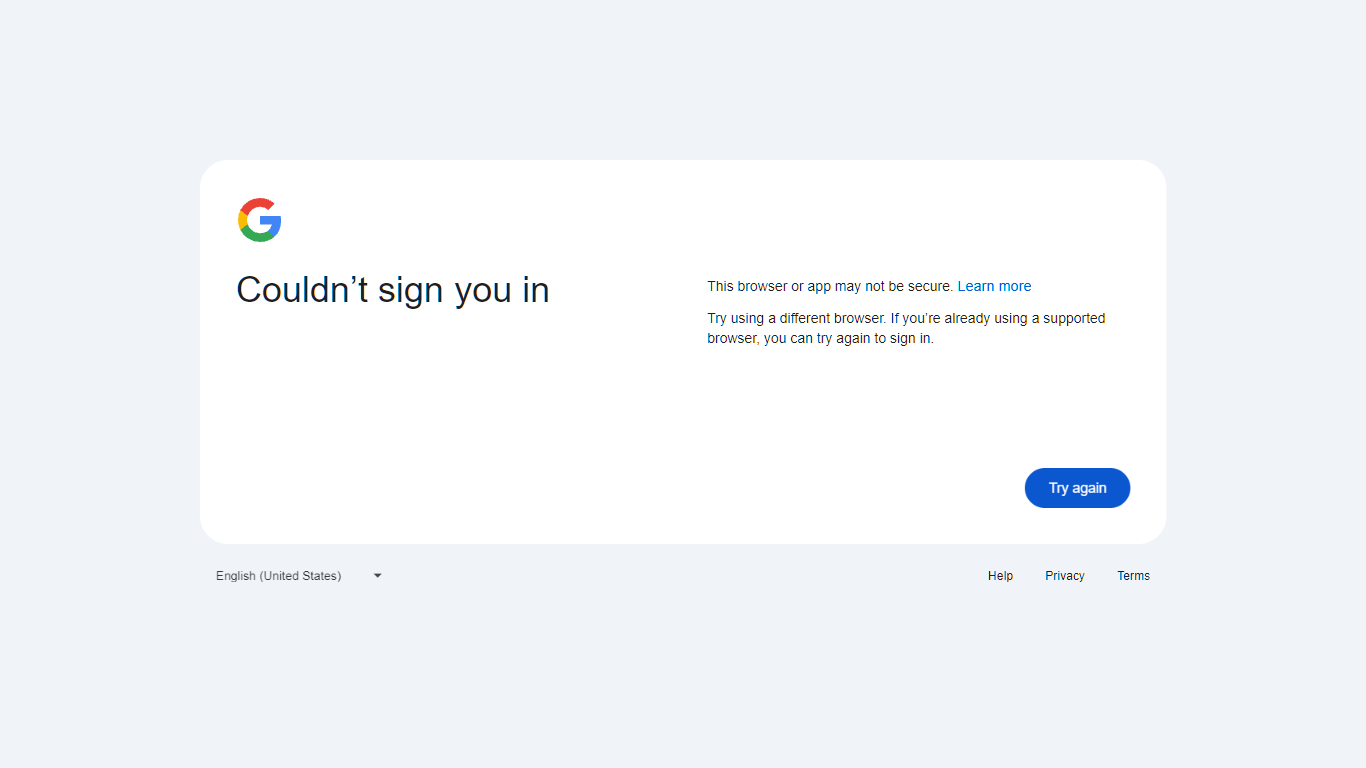 Couldn’t sign you in
This browser or app may not be secure. Learn more
Try using a different browser. If you’re already using a supported
browser, you can try again to sign in.
Try again
English (United States)
Help
Privacy
Terms